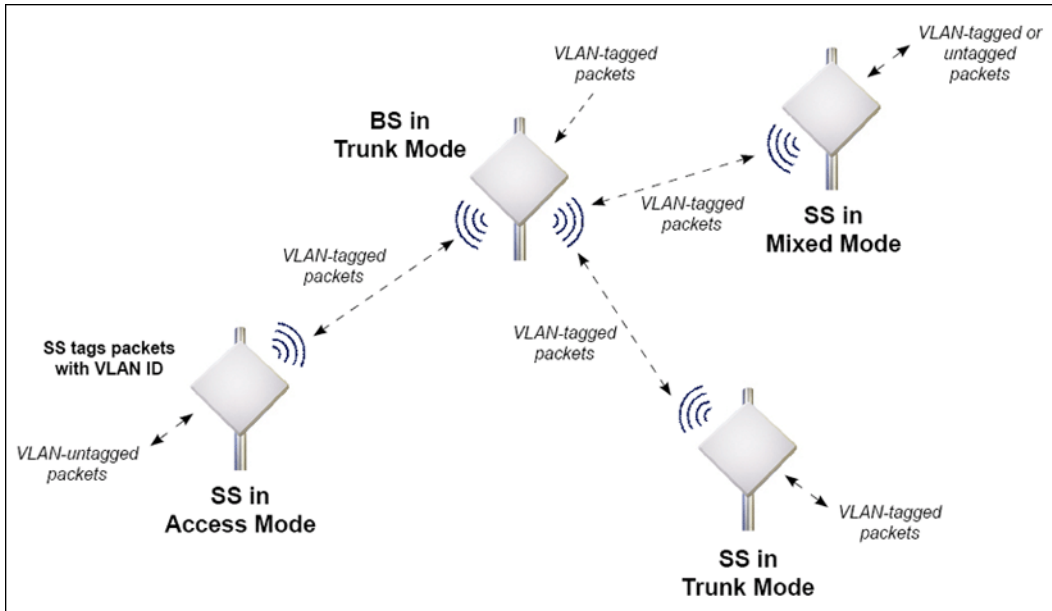 VLAN-tagged
packets
BS in
Trunk Mode
VLAN-tagged or
untagged
packets
VLAN-tagged
packets
SS in
Mixed Mode
VLAN-tagged
packets
VLAN-tagged
packets
SS tags packets
with VLAN ID
VLAN-untagged
packets
SS in
Access Mode
VLAN-tagged
packets
SS in
Trunk Mode